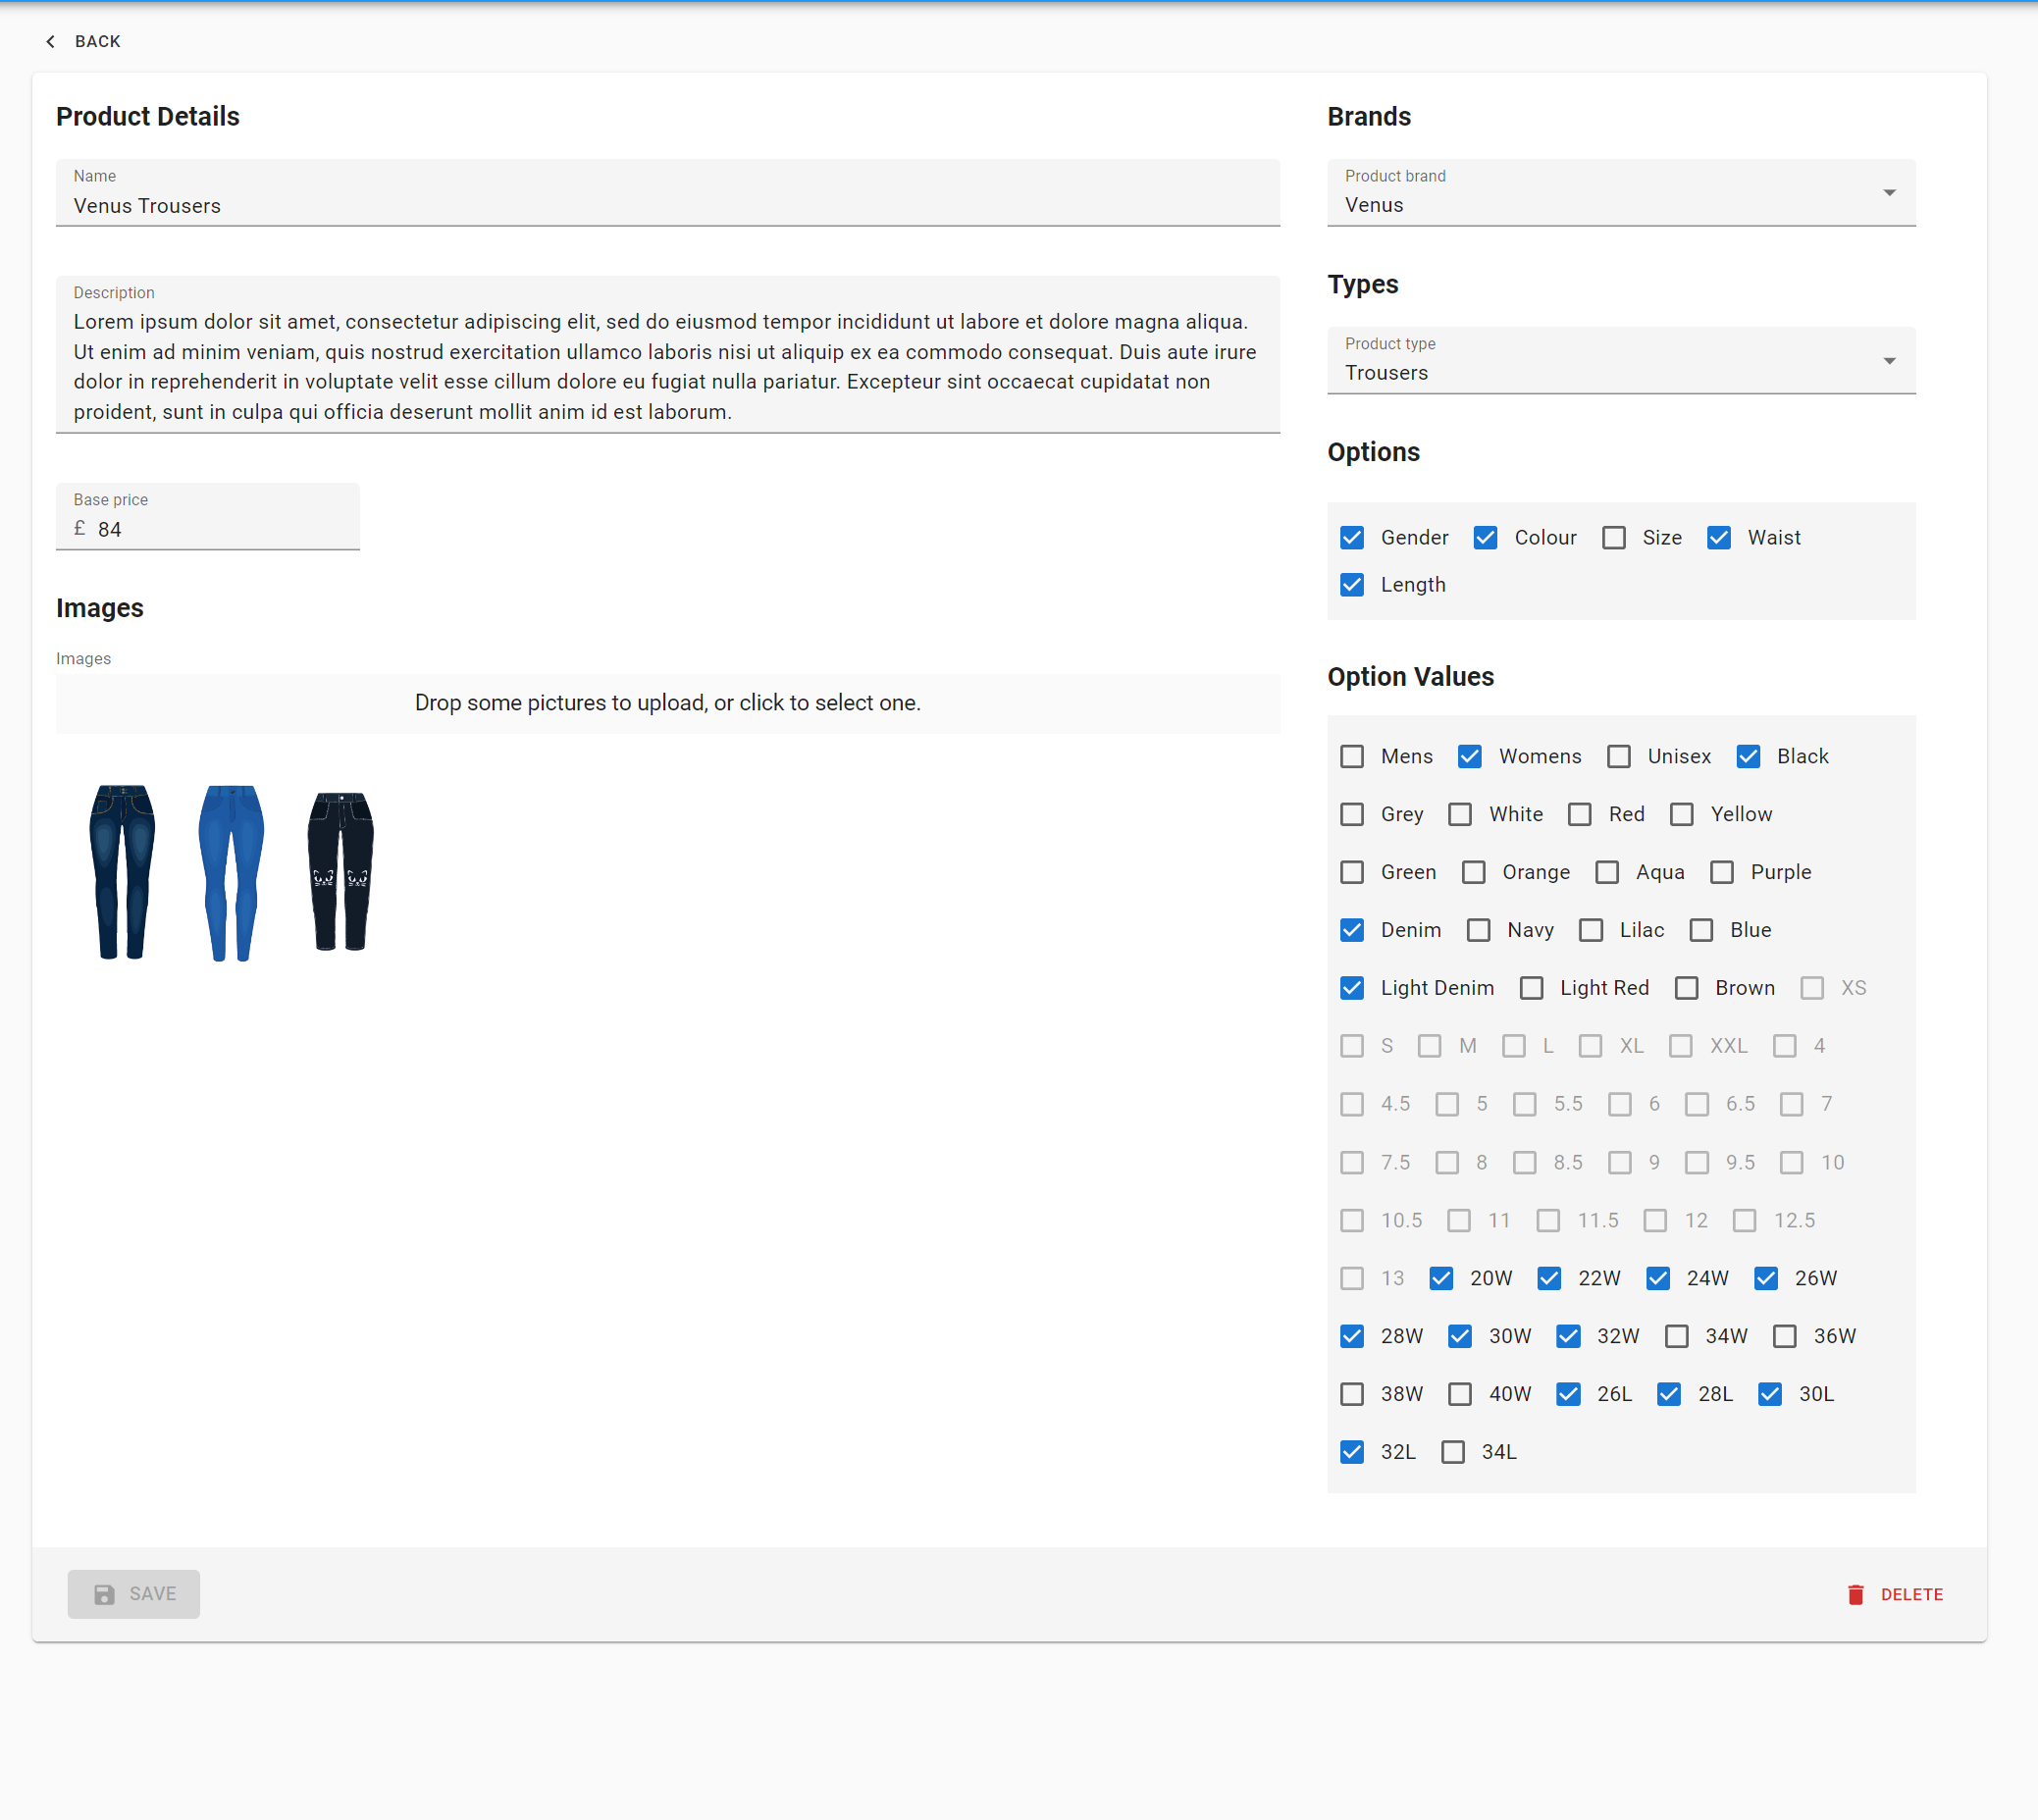 BACK
Product Details
Name
Venus Trousers
Description
Lorem ipsum dolor sit amet, consectetur adipiscing elit, sed do eiusmod tempor incididunt ut labore et dolore magna aliqua.
Ut enim ad minim veniam, quis nostrud exercitation ullamco laboris nisi ut aliquip ex ea commodo consequat. Duis aute irure
dolor in reprehenderit in voluptate velit esse cillum dolore eu fugiat nulla pariatur. Excepteur sint occaecat cupidatat non
proident, sunt in culpa qui officia deserunt mollit anim id est laborum.
Base price
£ 84
Images
Images
Drop some pictures to upload, or click to select one.
Brands
Product brand
Venus
Types
Product type
Trousers
Options
Gender Colour Size Waist
Length
Option Values
Mens Womens Unisex Black
Grey White Red Yellow
Green Orange Aqua Purple
Denim Navy Lilac Blue
Light Denim Light Red Brown XS
S M L XL XXL 4
4.5 5 5.5 6 6.5 7
7.5 8 8.5 9 9.5 10
10.5 11 11.5 12 12.5
13 20W 22W 24W 26W
28W 30W 32W 34W 36W
38W 40W 26L 28L 30L
32L 34L
SAVE
DELETE